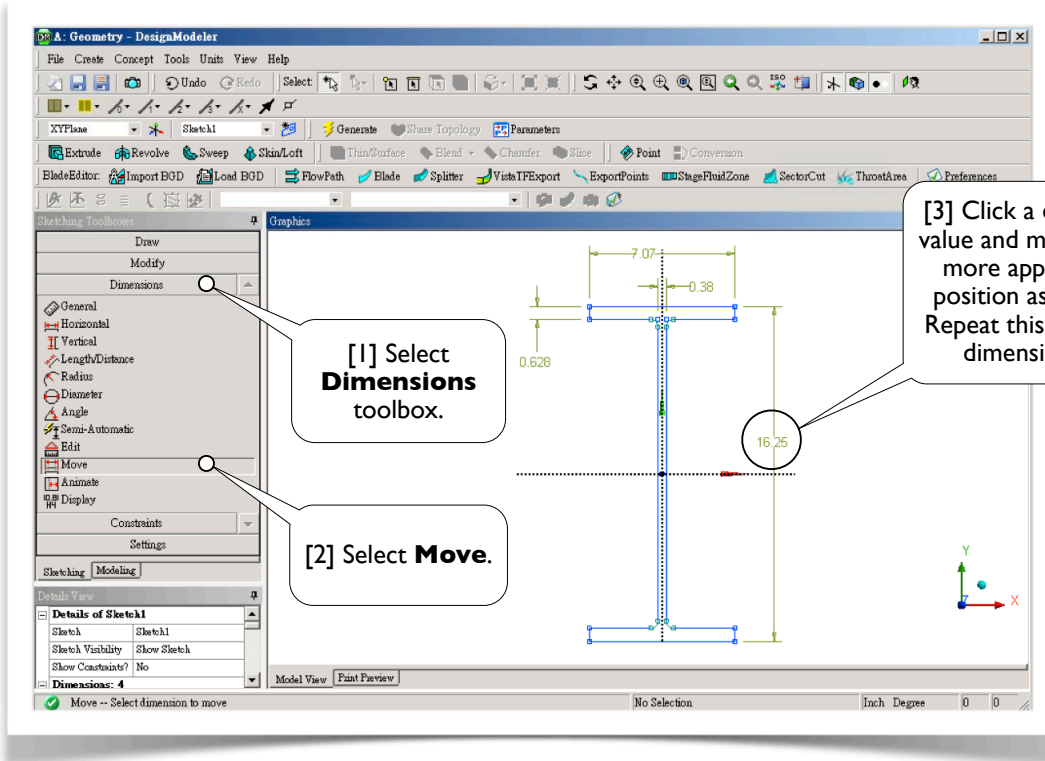 A: Geometry - DesignModeler
File Create Concept Tools Units View Help
Undo Redo Select: ISO
XYPlane Sketch1 Generate Share Topology Parameters
Extrude Revolve Sweep Skin/Loft Thin/Surface Blend Chamfer Slice Point Conversion
BladeEditor: Import BGD Load BGD FlowPath Blade Splitter VistaTFExport ExportPoints StageFluidZone SectorCut ThroatArea Preferences
Sketching Toolboxes
Graphics
Draw
Modify
Dimensions
General
Horizontal
Vertical
Length/Distance
Radius
Diameter
Angle
Semi-Automatic
Edit
Move
Animate
Display
Constraints
Settings
Sketching Modeling
Details View
Details of Sketch1
Sketch Sketch1
Sketch Visibility Show Sketch
Show Constraints? No
Dimensions: 4
7.07
0.38
0.628
16.25
Y
X
Z
[1] Select
Dimensions
toolbox.
[2] Select Move.
[3] Click a
value and m
more app
position as
Repeat this
dimensi
Model View Print Preview
Move -- Select dimension to move No Selection Inch Degree 0 0